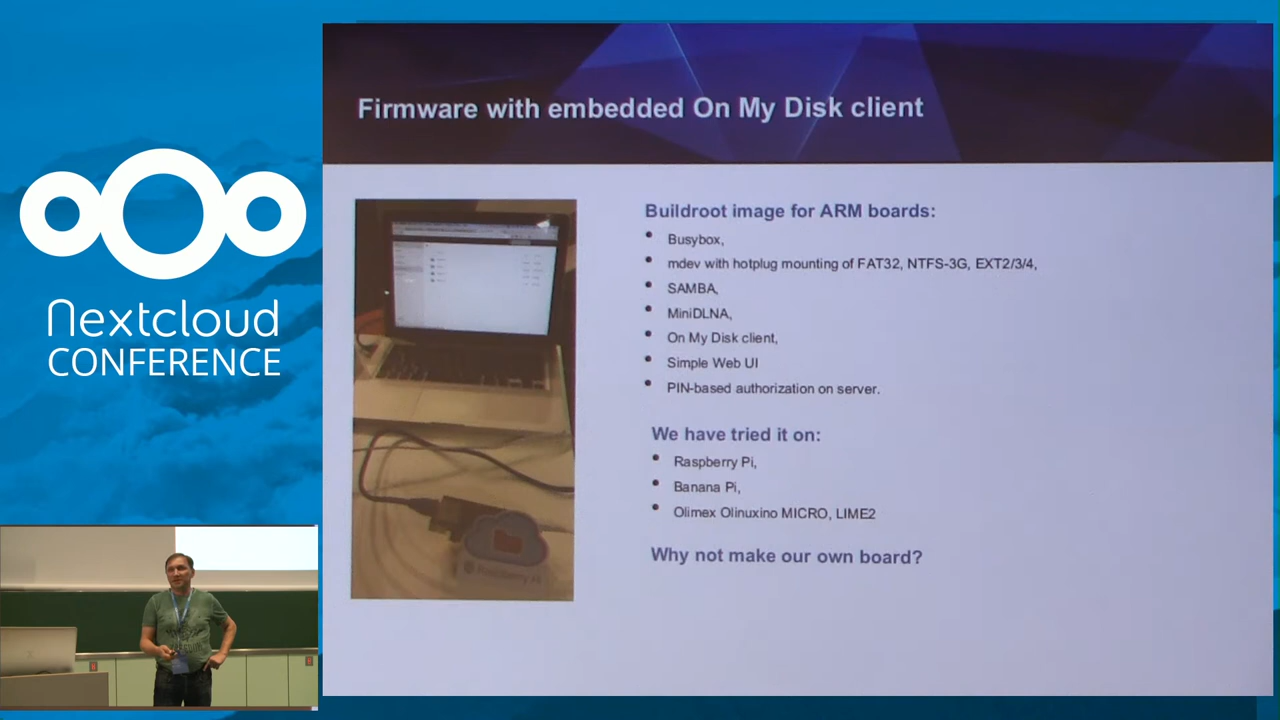 nextcloud
CONFERENCE
Firmware with embedded On My Disk client
Buildroot image for ARM boards:
Busybox,
mdev with hotplug mounting of FAT32, NTFS-3G, EXT2/3/4,
SAMBA,
MiniDLNA,
On My Disk client,
Simple Web UI
PIN-based authorization on server.
We have tried it on:
Raspberry Pi,
Banana Pi,
Olimex Olinuxino MICRO, LIME2
Why not make our own board?
Raspberry Pi